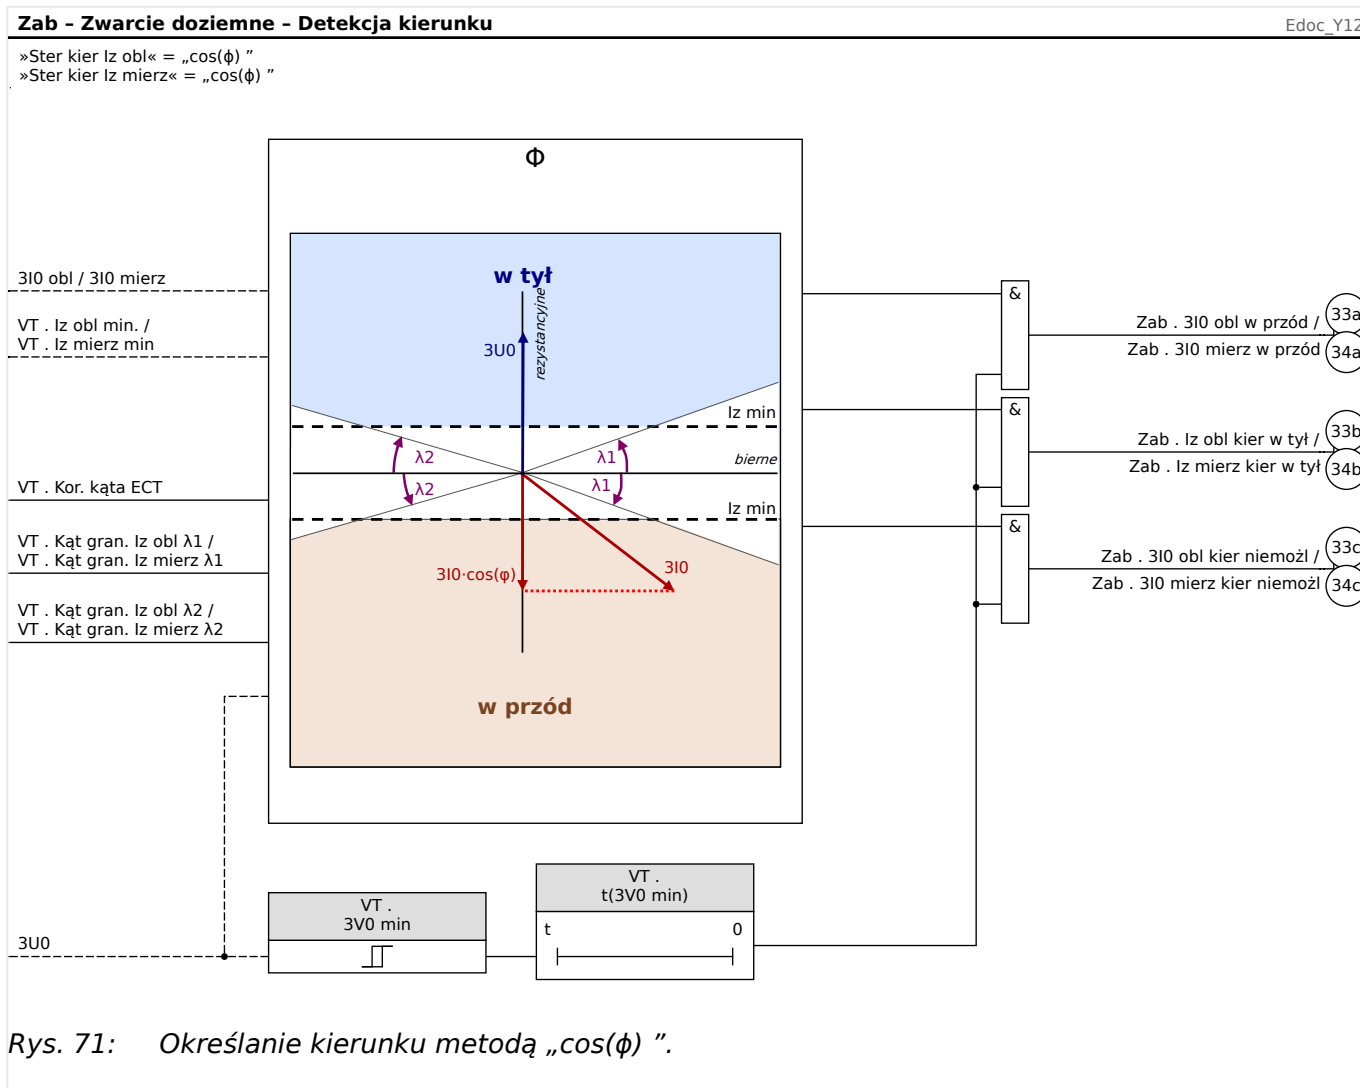 Zab – Zwarcie doziemne – Detekcja kierunku
Edoc_Y12
»Ster kier Iz obl« = „cos(ϕ) ”
»Ster kier Iz mierz« = „cos(ϕ) ”
Φ
w tył
rezystancyjne
3U0
Iz min
λ2
λ1
bierne
λ2
λ1
Iz min
3I0·cos(φ)
3I0
w przód
3I0 obl / 3I0 mierz
VT . Iz obl min. /
VT . Iz mierz min
VT . Kor. kąta ECT
VT . Kąt gran. Iz obl λ1 /
VT . Kąt gran. Iz mierz λ1
VT . Kąt gran. Iz obl λ2 /
VT . Kąt gran. Iz mierz λ2
3U0
VT .
3V0 min
VT .
t(3V0 min)
t
0
&
Zab . 3I0 obl w przód /
33a
Zab . 3I0 mierz w przód
34a
&
Zab . Iz obl kier w tył /
33b
Zab . Iz mierz kier w tył
34b
&
Zab . 3I0 obl kier niemożl /
33c
Zab . 3I0 mierz kier niemożl
34c
Rys. 71: Określanie kierunku metodą „cos(ϕ) ”.